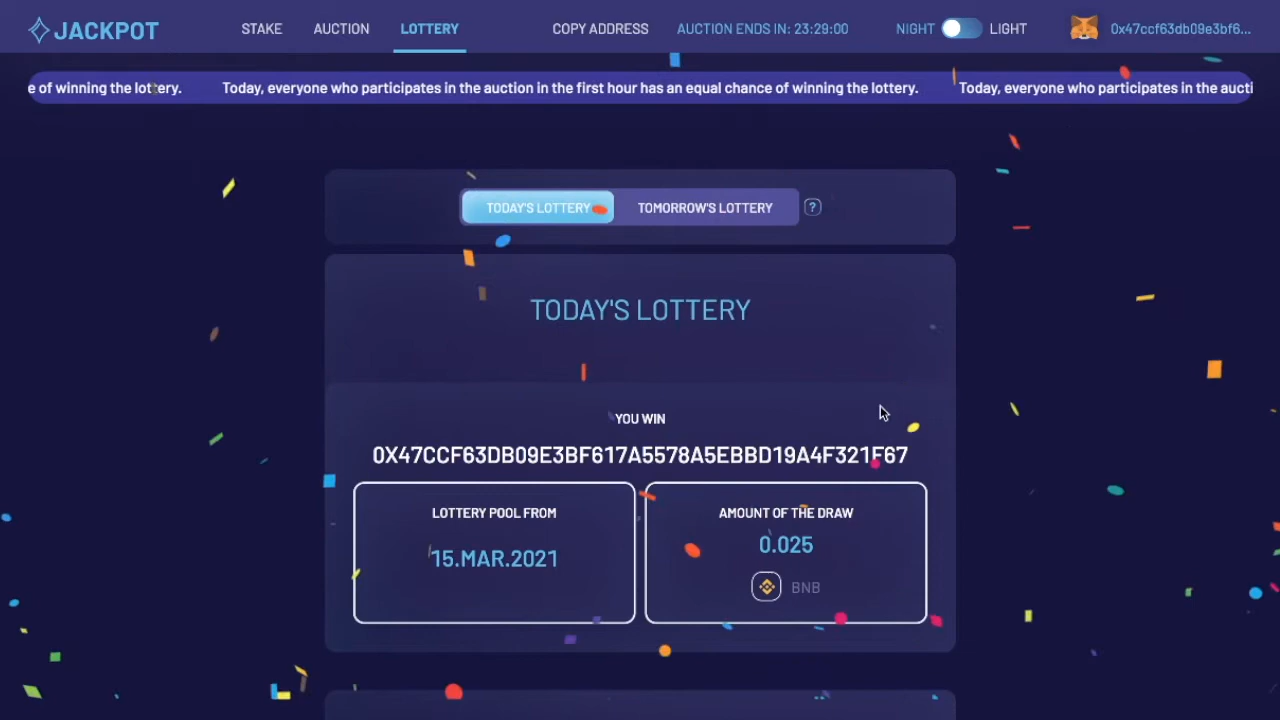 JACKPOT
STAKE
AUCTION
LOTTERY
COPY ADDRESS
AUCTION ENDS IN: 23:29:00
NIGHT
LIGHT
0x47ccf63db09e3bf6...
e of winning the lottery.
Today, everyone who participates in the auction in the first hour has an equal chance of winning the lottery.
Today, everyone who participates in the aucti
TODAY'S LOTTERY
TOMORROW'S LOTTERY
?
TODAY'S LOTTERY
YOU WIN
0X47CCF63DB09E3BF617A5578A5EBBD19A4F321F67
LOTTERY POOL FROM
15.MAR.2021
AMOUNT OF THE DRAW
0.025
BNB